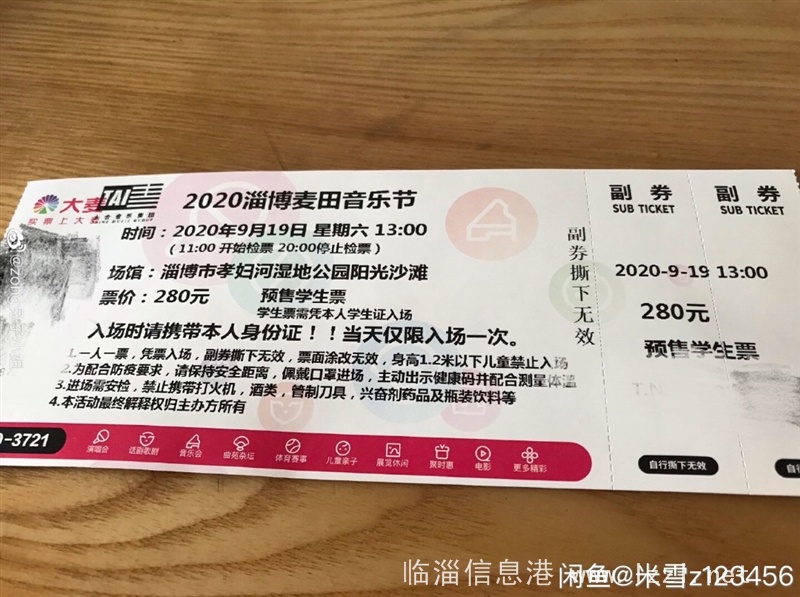 大麦
TAI
2020淄博麦田音乐节
买票上大麦
时间：2020年9月19日 星期六 13:00
（11:00 开始检票 20:00停止检票）
场馆：淄博市孝妇河湿地公园阳光沙滩
票价：280元 预售学生票
学生票需凭本人学生证入场
入场时请携带本人身份证！！当天仅限入场一次。
1.一人一票，凭票入场，副券撕下无效，票面涂改无效，身高1.2米以下儿童禁止入场
2.为配合防疫要求，请保持安全距离，佩戴口罩进场，主动出示健康码并配合测量体温
3.进场需安检，禁止携带打火机，酒类，管制刀具，兴奋剂药品及瓶装饮料等
4.本活动最终解释权归主办方所有
-3721
演唱会 话剧歌剧 音乐会 曲苑杂坛 体育赛事 儿童亲子 展览休闲 聚时惠 电影 更多精彩
副券撕下无效
副 券
SUB TICKET
副 券
SUB TICKET
2020-9-19 13:00
280元
预售学生票
自行撕下无效
自行
临淄信息港
闲鱼@米雪z123456